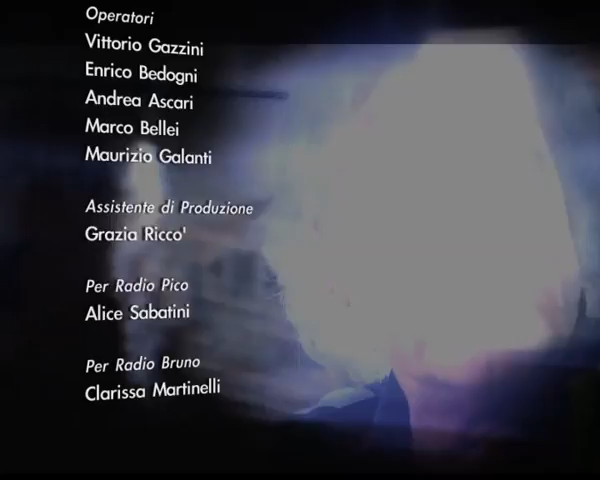 Operatori
Vittorio Gazzini
Enrico Bedogni
Andrea Ascari
Marco Bellei
Maurizio Galanti
Assistente di Produzione
Grazia Ricco'
Per Radio Pico
Alice Sabatini
Per Radio Bruno
Clarissa Martinelli